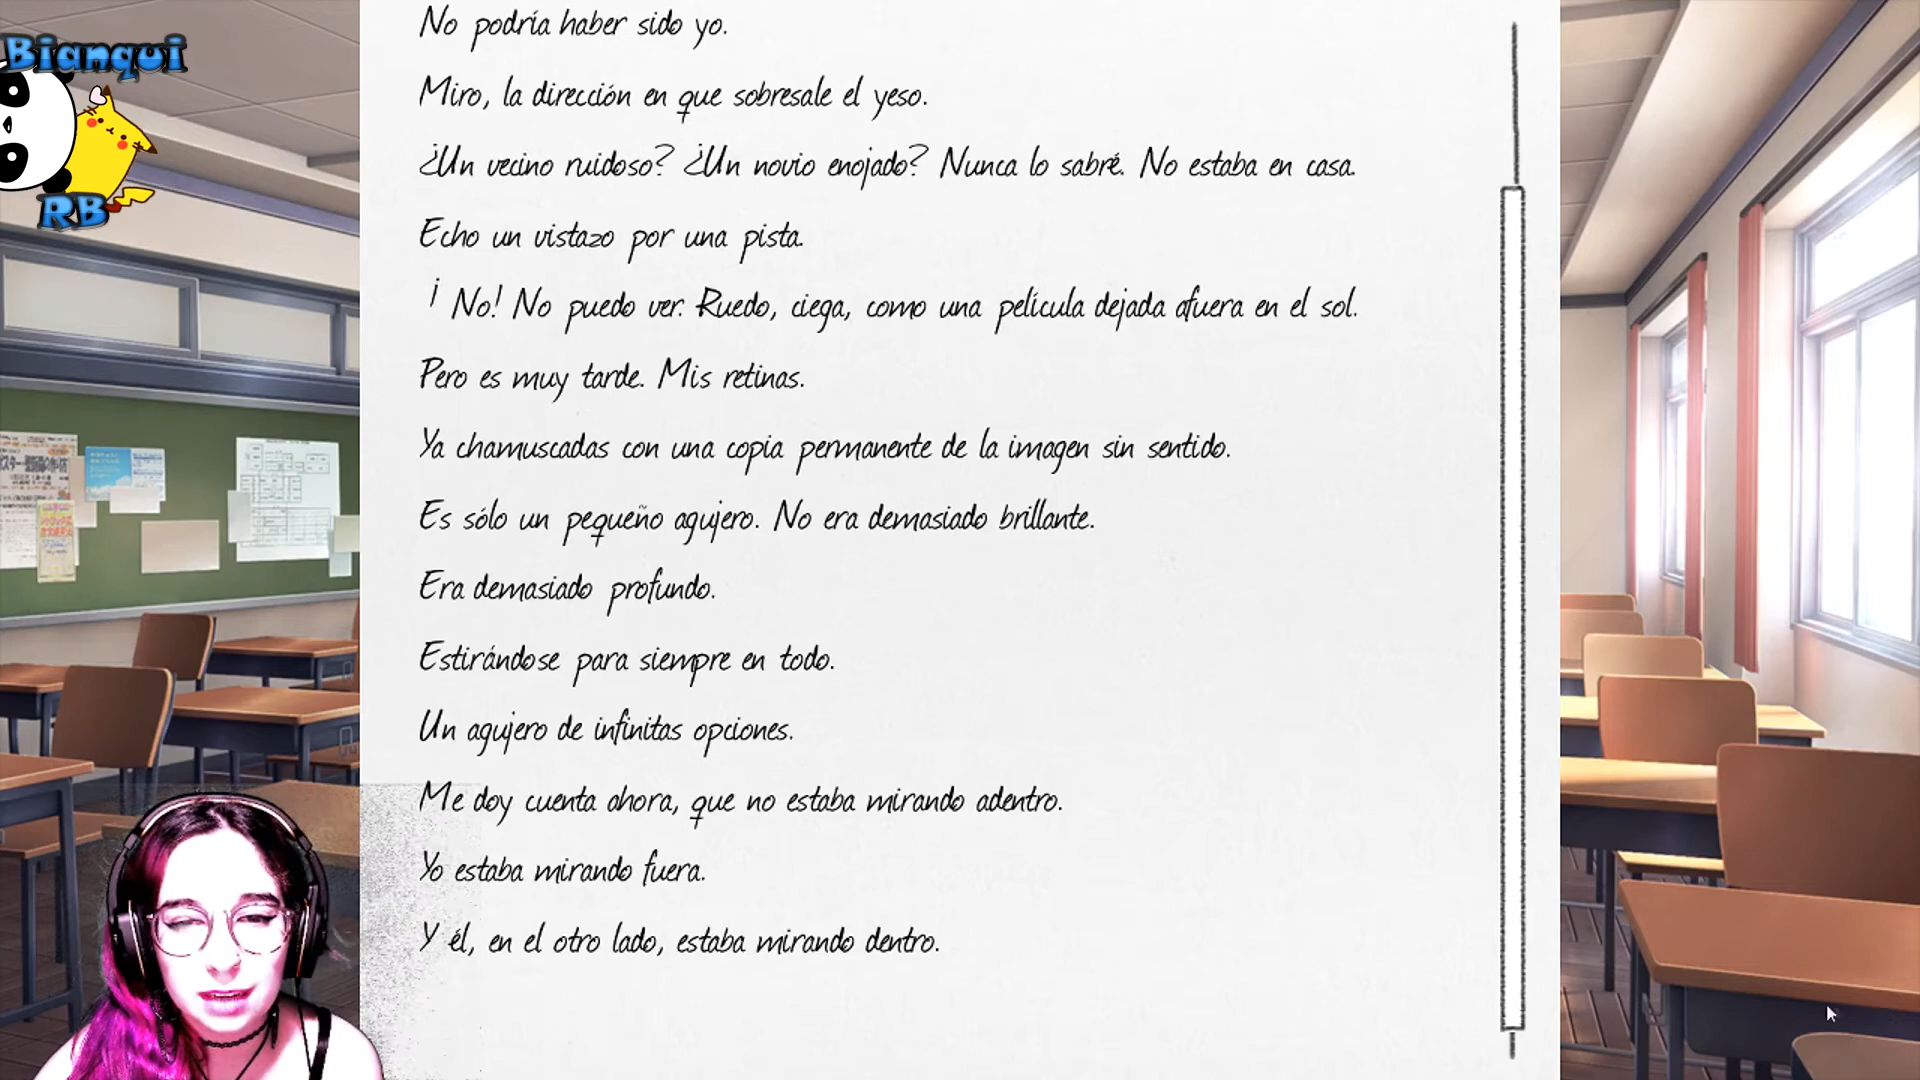 Bianqui
RB
No podría haber sido yo.
Miro, la dirección en que sobresale el yeso.
¿Un vecino ruidoso? ¿Un novio enojado? Nunca lo sabré. No estaba en casa.
Echo un vistazo por una pista.
¡ No! No puedo ver. Ruedo, ciega, como una película dejada afuera en el sol.
Pero es muy tarde. Mis retinas.
Ya chamuscadas con una copia permanente de la imagen sin sentido.
Es sólo un pequeño agujero. No era demasiado brillante.
Era demasiado profundo.
Estirándose para siempre en todo.
Un agujero de infinitas opciones.
Me doy cuenta ahora, que no estaba mirando adentro.
Yo estaba mirando fuera.
Y él, en el otro lado, estaba mirando dentro.